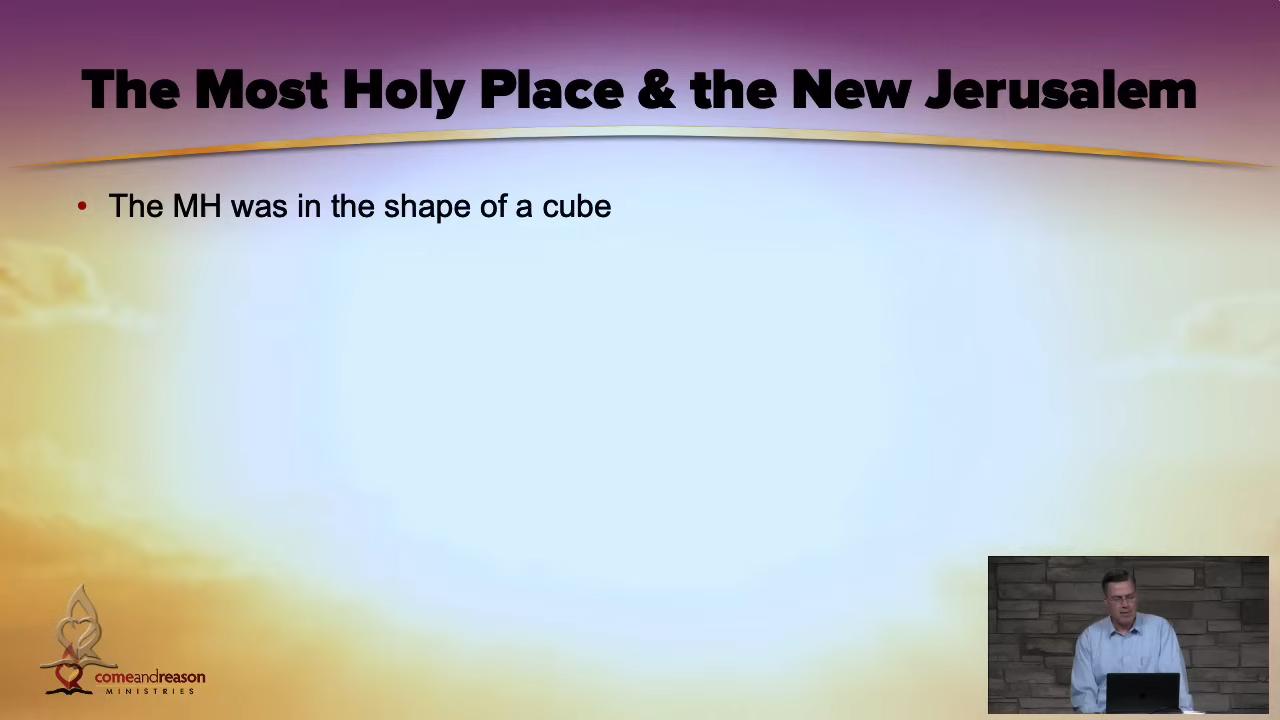 The Most Holy Place & the New Jerusalem
• The MH was in the shape of a cube
comeandreason
MINISTRIES